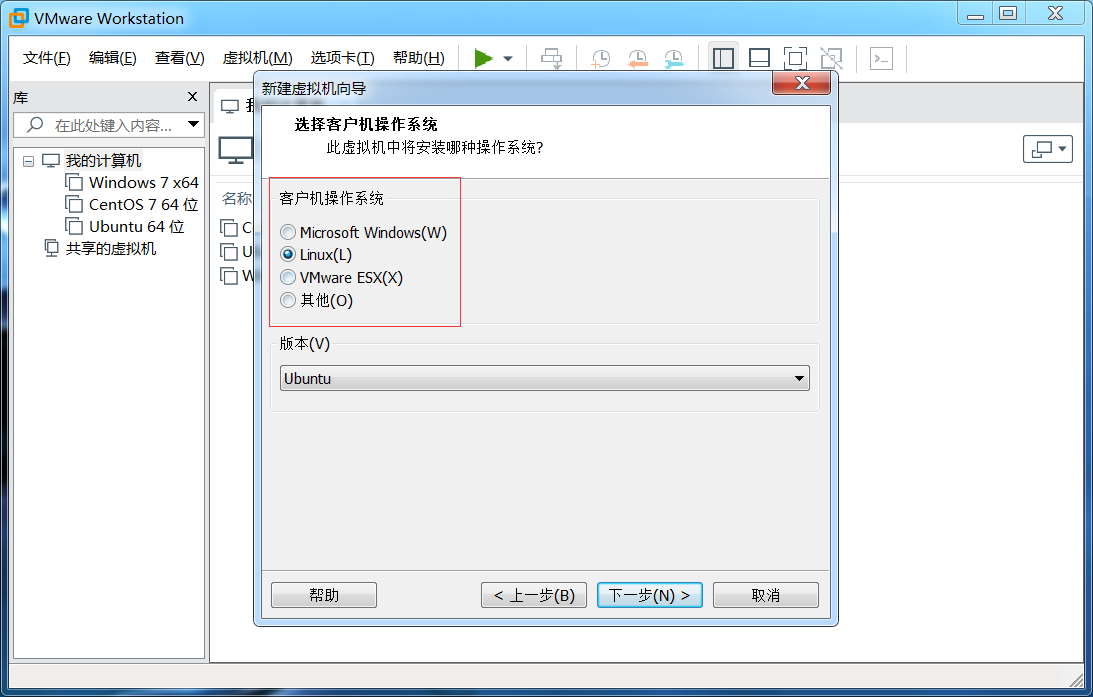 VMware Workstation
文件(F) 编辑(E) 查看(V) 虚拟机(M) 选项卡(T) 帮助(H)
库
在此处键入内容...
我的计算机
Windows 7 x64
CentOS 7 64 位
Ubuntu 64 位
共享的虚拟机
名称
C
U
W
新建虚拟机向导
选择客户机操作系统
此虚拟机中将安装哪种操作系统?
客户机操作系统
Microsoft Windows(W)
Linux(L)
VMware ESX(X)
其他(O)
版本(V)
Ubuntu
帮助 < 上一步(B) 下一步(N) > 取消